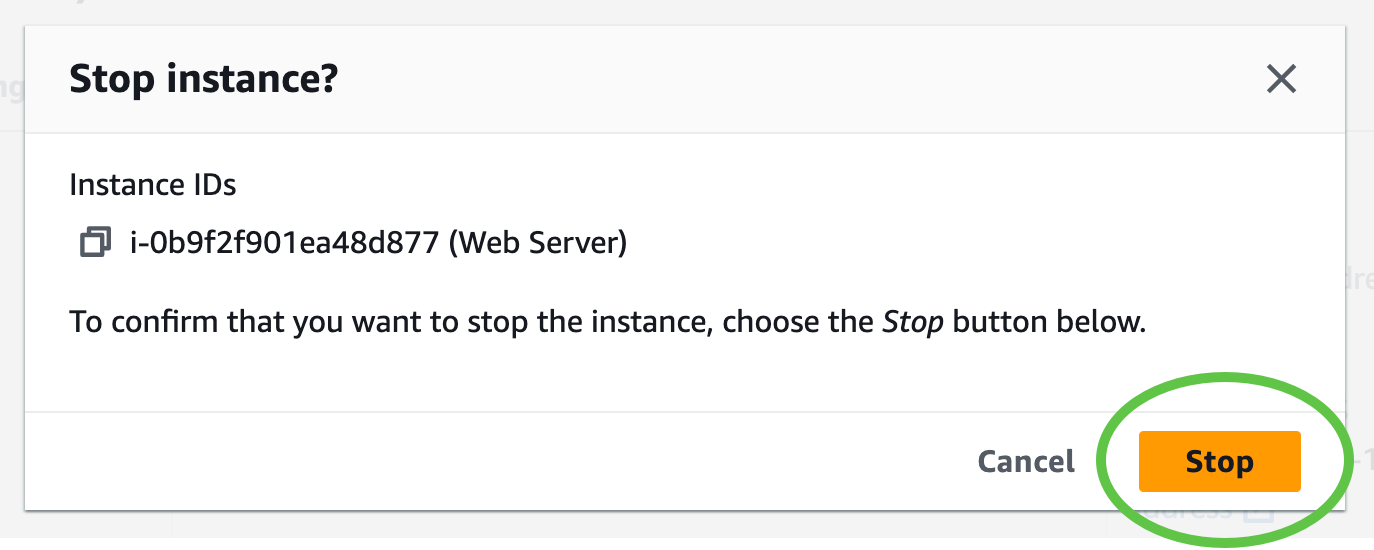 Stop instance?
Instance IDs
i-0b9f2f901ea48d877 (Web Server)
To confirm that you want to stop the instance, choose the Stop button below.
Cancel
Stop